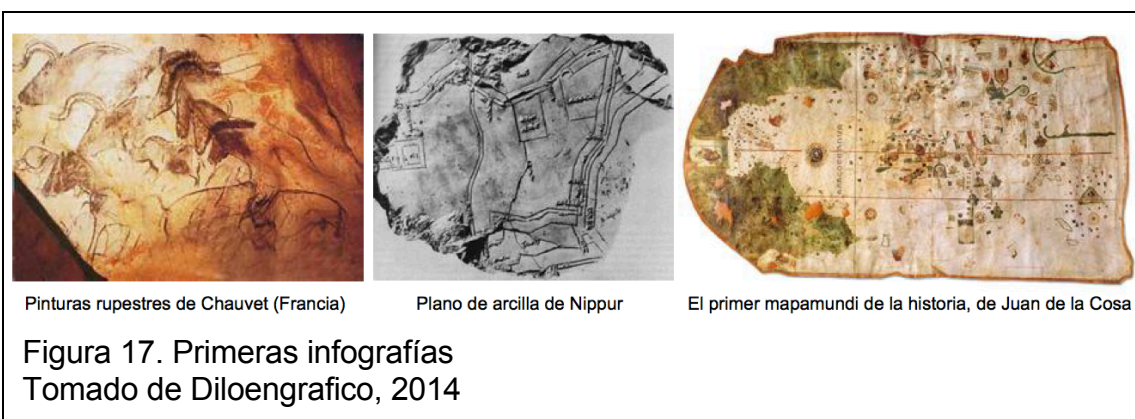 Pinturas rupestres de Chauvet (Francia)
Plano de arcilla de Nippur
El primer mapamundi de la historia, de Juan de la Cosa
Figura 17. Primeras infografías
Tomado de Diloengrafico, 2014